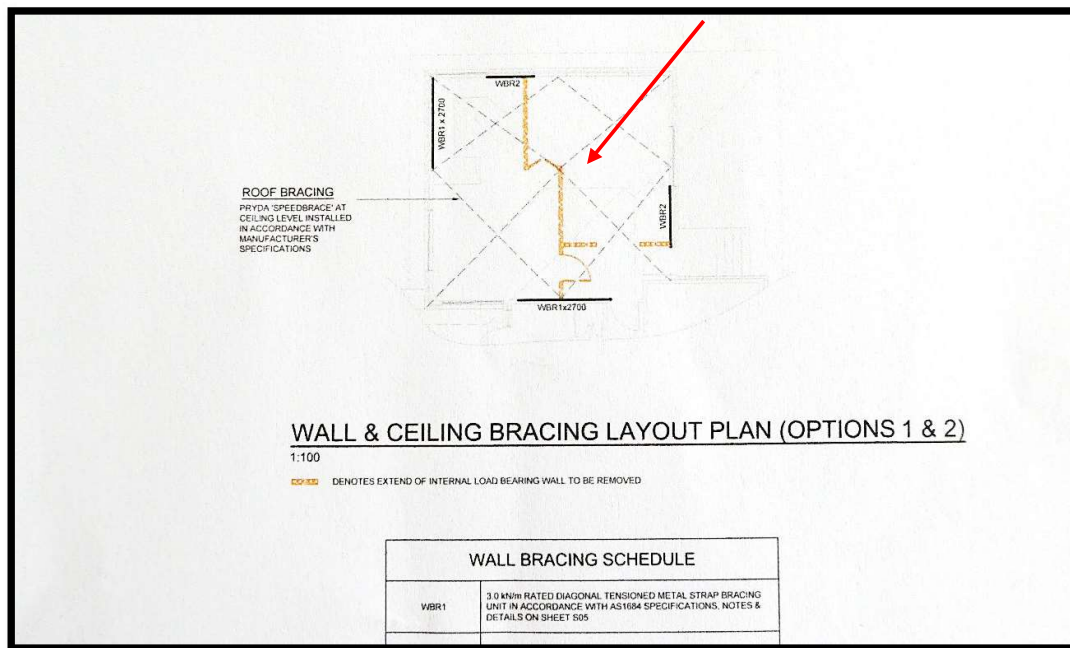 WBR2
WBR1 x 2700
ROOF BRACING
PRYDA 'SPEEDBRACE' AT
CEILING LEVEL INSTALLED
IN ACCORDANCE WITH
MANUFACTURER'S
SPECIFICATIONS
WBR2
WBR1x2700
WALL & CEILING BRACING LAYOUT PLAN (OPTIONS 1 & 2)
1:100
DENOTES EXTEND OF INTERNAL LOAD BEARING WALL TO BE REMOVED
WALL BRACING SCHEDULE
WBR1
3.0 kN/m RATED DIAGONAL TENSIONED METAL STRAP BRACING
UNIT IN ACCORDANCE WITH AS1684 SPECIFICATIONS, NOTES &
DETAILS ON SHEET S05